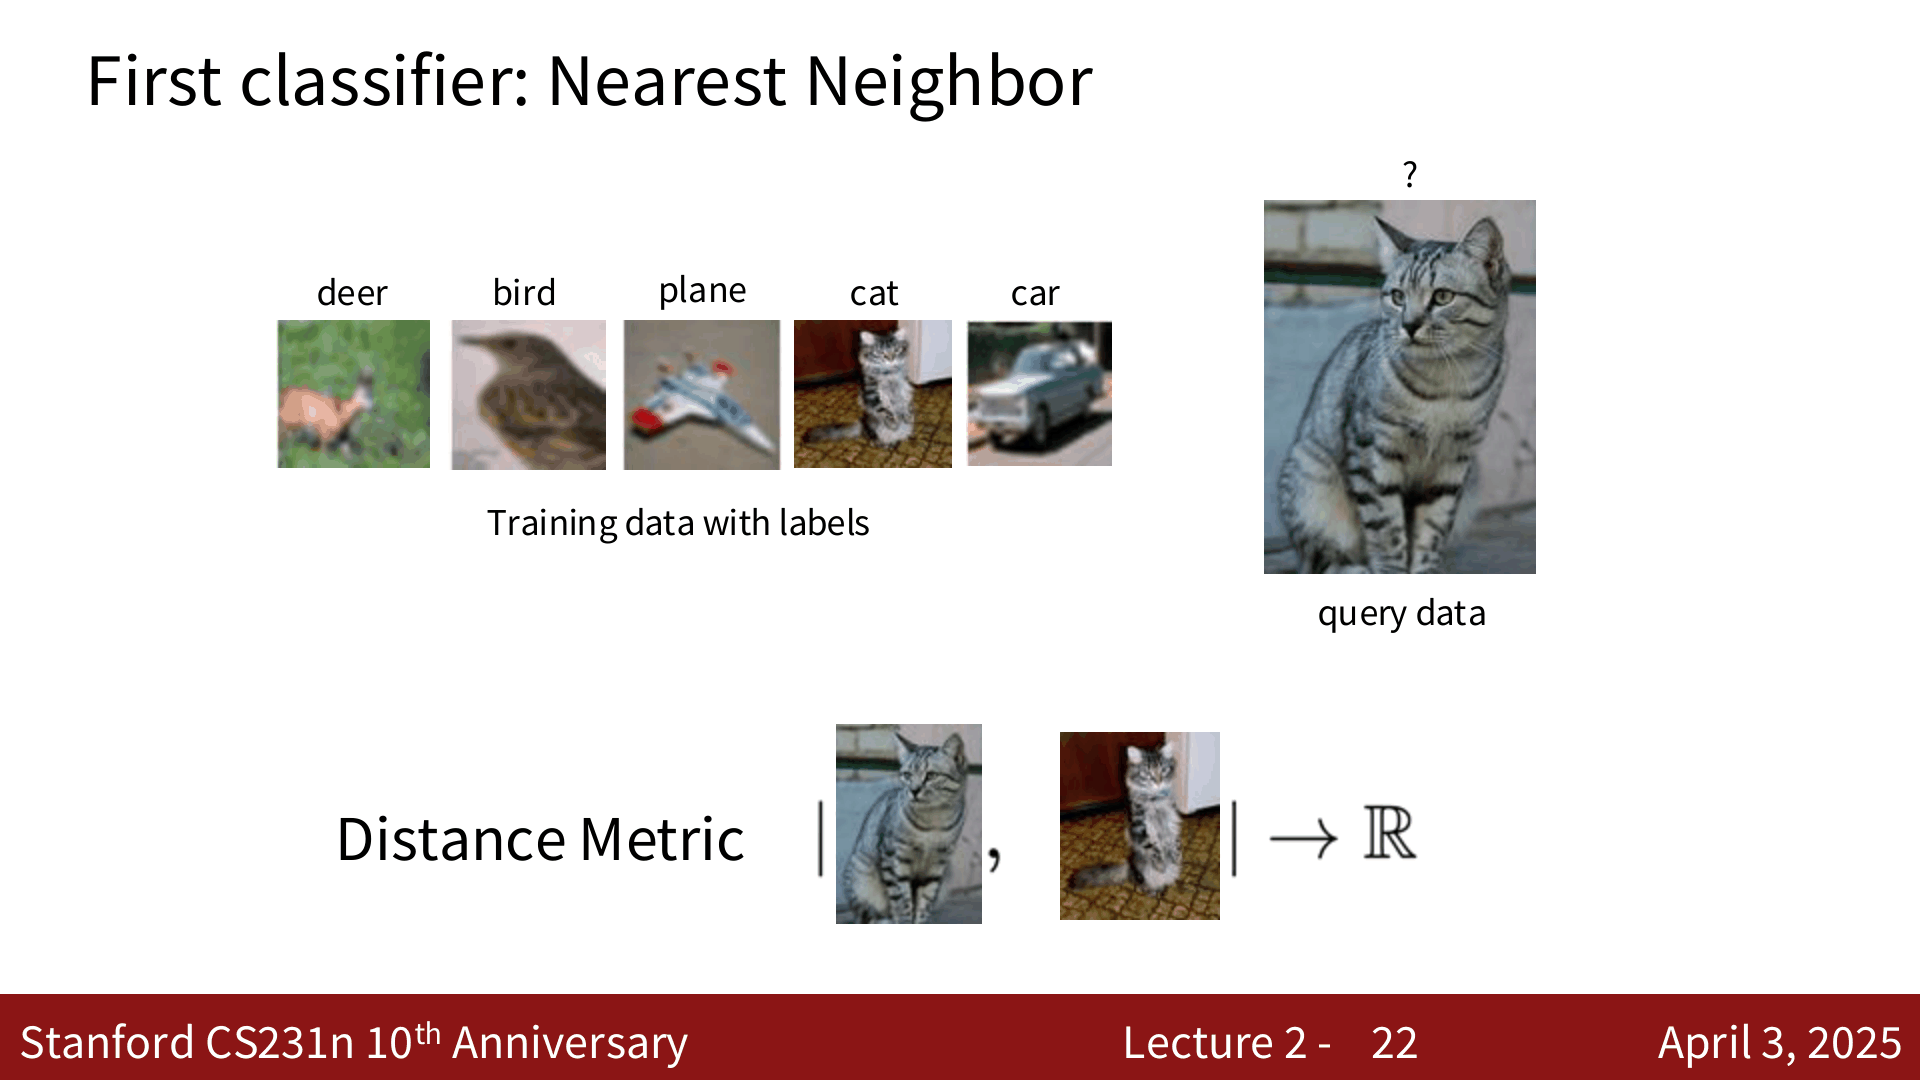 First classifier: Nearest Neighbor
?
deer bird plane cat car
Training data with labels
query data
Distance Metric | , | → ℝ
Stanford CS231n 10th Anniversary Lecture 2 - 22 April 3, 2025